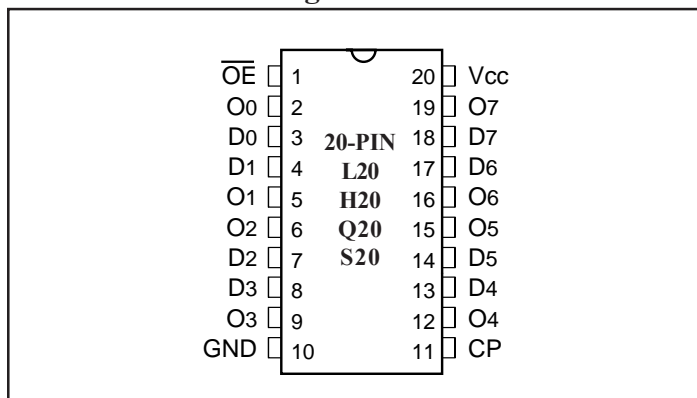 OE 1 20 Vcc
O0 2 19 O7
D0 3 20-PIN 18 D7
D1 4 L20 17 D6
O1 5 H20 16 O6
O2 6 Q20 15 O5
D2 7 S20 14 D5
D3 8 13 D4
O3 9 12 O4
GND 10 11 CP